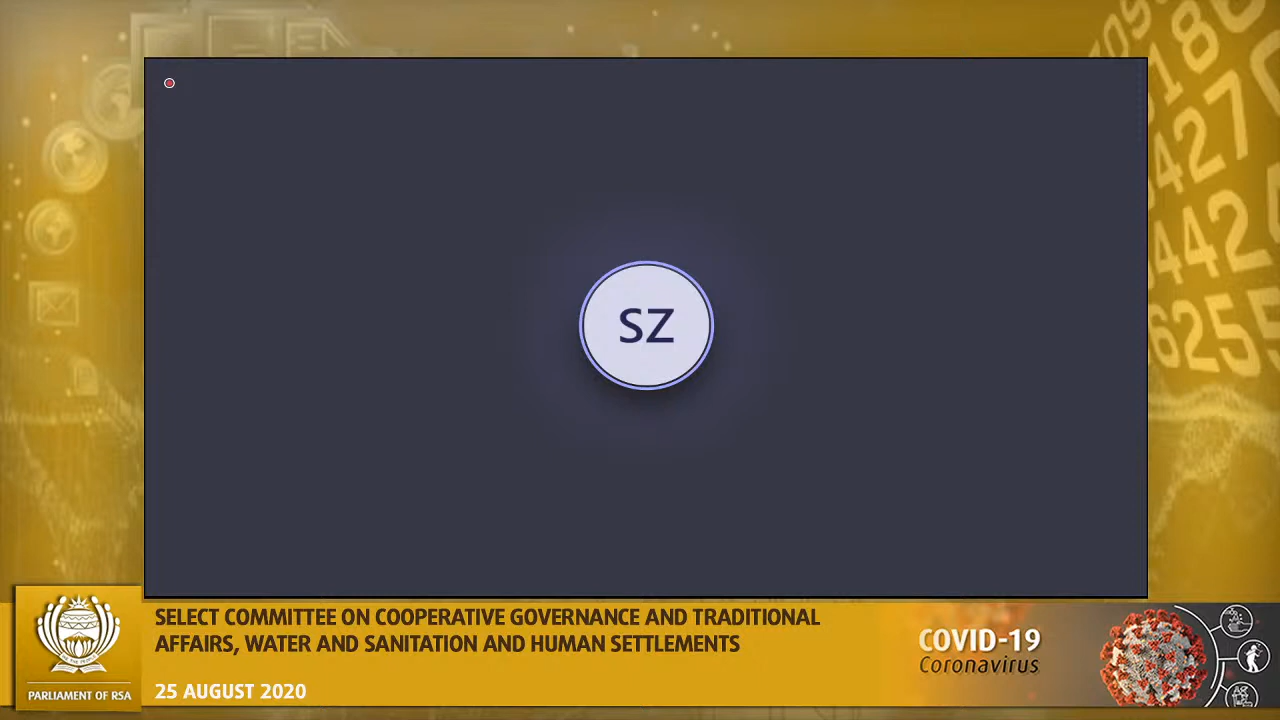 SZ
SELECT COMMITTEE ON COOPERATIVE GOVERNANCE AND TRADITIONAL
AFFAIRS, WATER AND SANITATION AND HUMAN SETTLEMENTS
25 AUGUST 2020
PARLIAMENT OF RSA
COVID-19
Coronavirus
6255